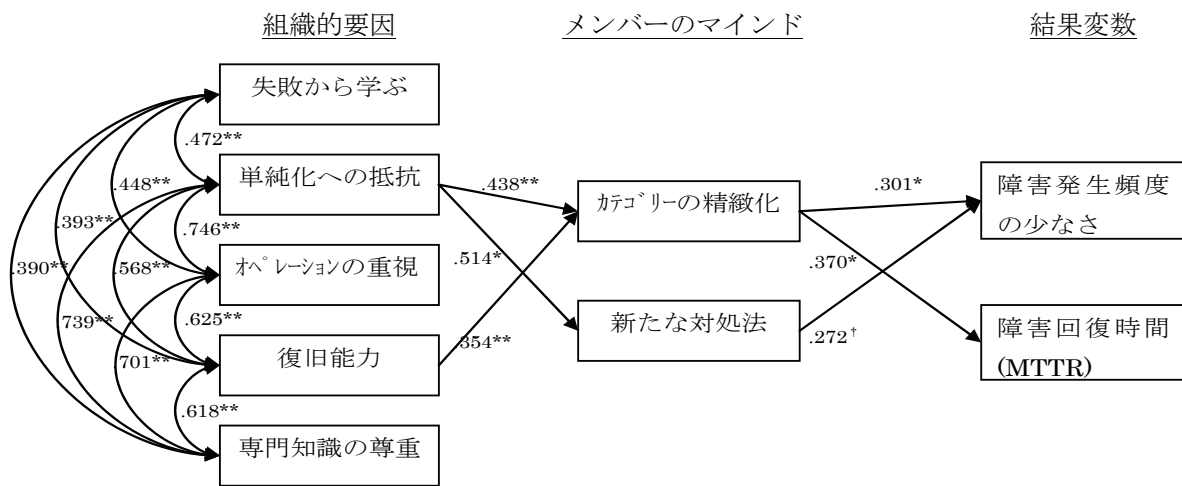 組織的要因
メンバーのマインド
結果変数
失敗から学ぶ
.472**
単純化への抵抗
.448**
.438**
カテゴリーの精緻化
.301*
障害発生頻度
の少なさ
.393**
.746**
.390**
.568**
オペレーションの重視
.514*
.370*
739**
.625**
新たな対処法
.272†
障害回復時間
(MTTR)
.354**
701**
復旧能力
.618**
専門知識の尊重